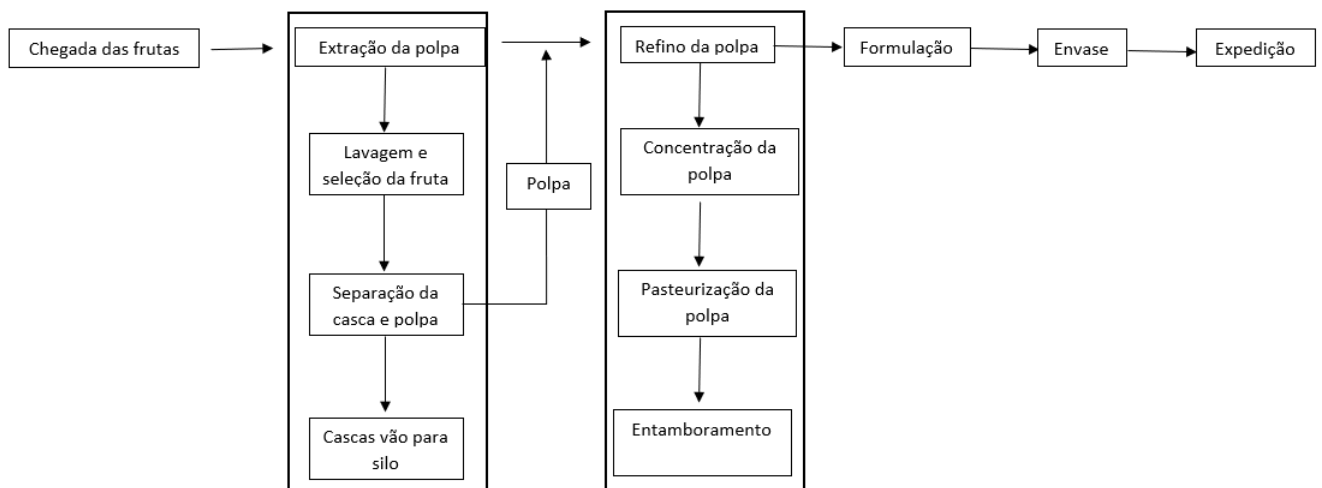 Chegada das frutas
Extração da polpa
Lavagem e
seleção da fruta
Separação da
casca e polpa
Cascas vão para
silo
Polpa
Refino da polpa
Concentração da
polpa
Pasteurização da
polpa
Entamboramento
Formulação
Envase
Expedição